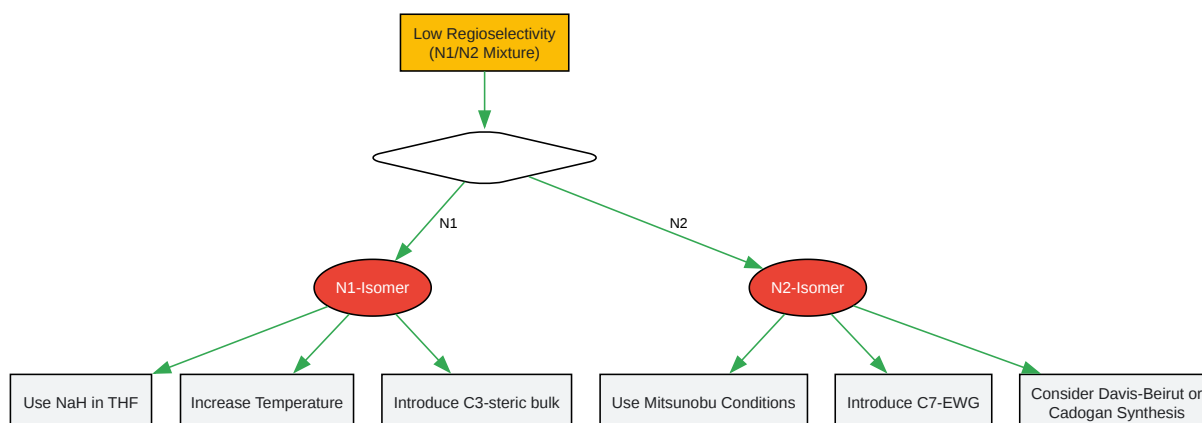 Low Regioselectivity
(N1/N2 Mixture)
N1
N2
N1-Isomer
N2-Isomer
Use NaH in THF
Increase Temperature
Introduce C3-steric bulk
Use Mitsunobu Conditions
Introduce C7-EWG
Consider Davis-Beirut or
Cadogan Synthesis